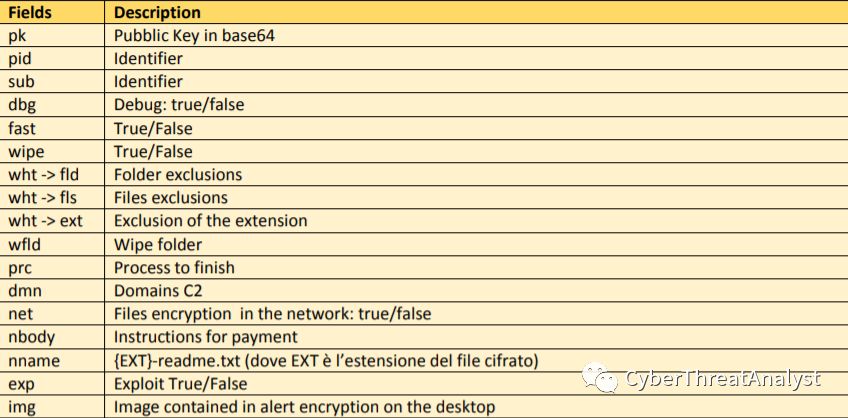 Fields Description
pk Pubblic Key in base64
pid Identifier
sub Identifier
dbg Debug: true/false
fast True/False
wipe True/False
wht -> fld Folder exclusions
wht -> fls Files exclusions
wht -> ext Exclusion of the extension
wfld Wipe folder
prc Process to finish
dmn Domains C2
net Files encryption in the network: true/false
nbody Instructions for payment
nname {EXT}-readme.txt (dove EXT è l’estensione del file cifrato)
exp Exploit True/False
CyberThreatAnalyst
img Image contained in alert encryption on the desktop